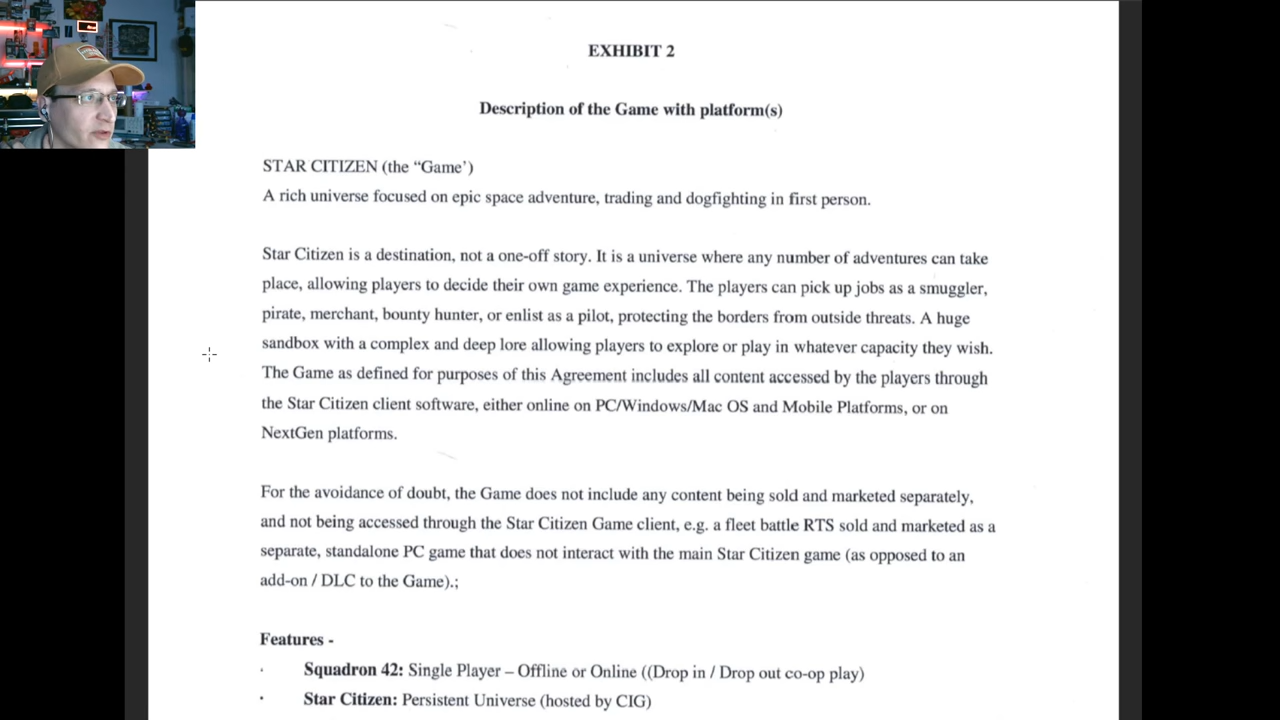 EXHIBIT 2
Description of the Game with platform(s)
STAR CITIZEN (the “Game’)
A rich universe focused on epic space adventure, trading and dogfighting in first person.
Star Citizen is a destination, not a one-off story. It is a universe where any number of adventures can take
place, allowing players to decide their own game experience. The players can pick up jobs as a smuggler,
pirate, merchant, bounty hunter, or enlist as a pilot, protecting the borders from outside threats. A huge
sandbox with a complex and deep lore allowing players to explore or play in whatever capacity they wish.
The Game as defined for purposes of this Agreement includes all content accessed by the players through
the Star Citizen client software, either online on PC/Windows/Mac OS and Mobile Platforms, or on
NextGen platforms.
For the avoidance of doubt, the Game does not include any content being sold and marketed separately,
and not being accessed through the Star Citizen Game client, e.g. a fleet battle RTS sold and marketed as a
separate, standalone PC game that does not interact with the main Star Citizen game (as opposed to an
add-on / DLC to the Game).;
Features -
· Squadron 42: Single Player – Offline or Online ((Drop in / Drop out co-op play)
· Star Citizen: Persistent Universe (hosted by CIG)